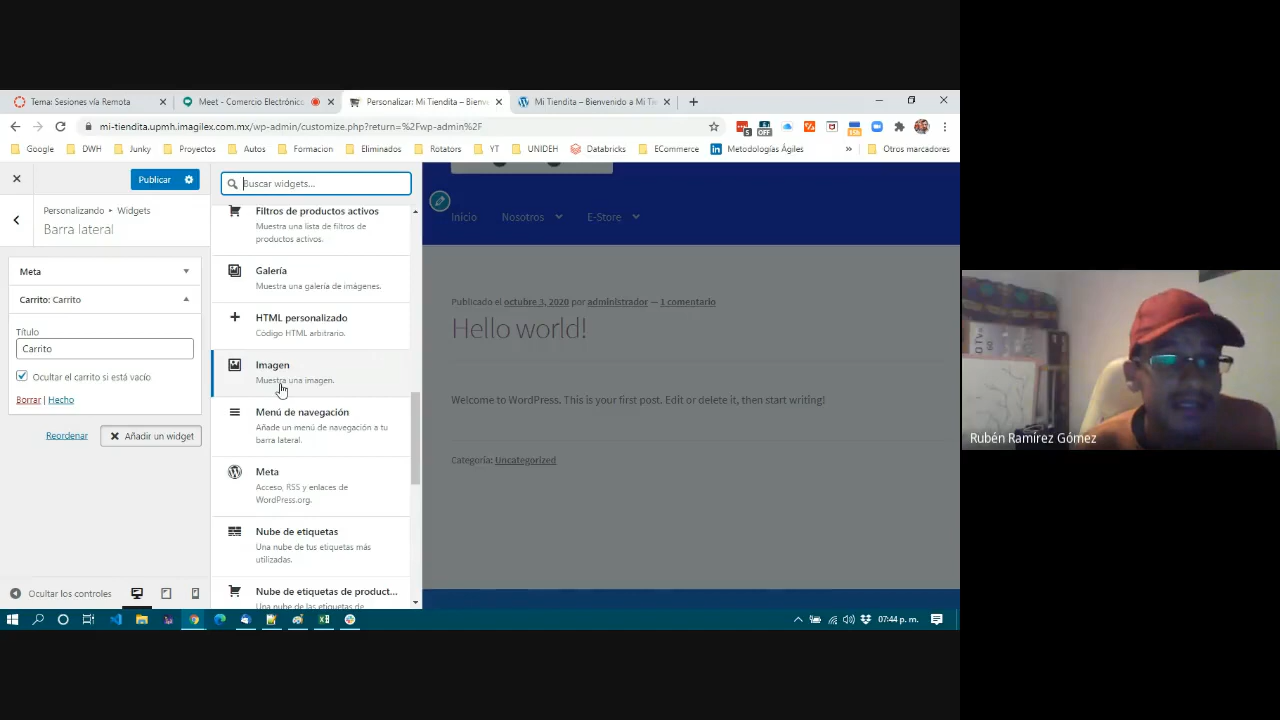 Tema: Sesiones vía Remota
Meet - Comercio Electrónic
Personalizar: Mi Tiendita – Bienve
Mi Tiendita – Bienvenido a Mi Ti
mi-tiendita.upmh.imagilex.com.mx/wp-admin/customize.php?return=%2Fwp-admin%2F
Google
DWH
Junky
Proyectos
Autos
Formacion
Eliminados
Rotators
YT
UNIDEH
Databricks
ECommerce
Metodologías Ágiles
»
Otros marcadores
Publicar
Personalizando ▸ Widgets
Barra lateral
Meta
Carrito: Carrito
Título
Carrito
Ocultar el carrito si está vacío
Borrar | Hecho
Reordenar
Añadir un widget
Ocultar los controles
Buscar widgets...
Filtros de productos activos
Muestra una lista de filtros de
productos activos.
Galería
Muestra una galería de imágenes.
HTML personalizado
Código HTML arbitrario.
Imagen
Muestra una imagen.
Menú de navegación
Añade un menú de navegación a tu
barra lateral.
Meta
Acceso, RSS y enlaces de
WordPress.org.
Nube de etiquetas
Una nube de tus etiquetas más
utilizadas.
Nube de etiquetas de product...
Una nube de las etiquetas de
Inicio
Nosotros
E-Store
Publicado el octubre 3, 2020 por administrador — 1 comentario
Hello world!
Welcome to WordPress. This is your first post. Edit or delete it, then start writing!
Categoría: Uncategorized
07:44 p. m.
Rubén Ramírez Gómez